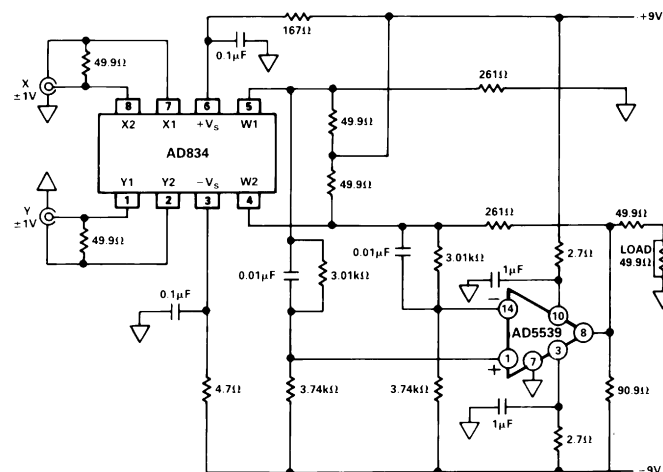 +9V
167Ω
0.1μF
49.9Ω
X
±1V
261Ω
8 7 6 5
X2 X1 +VS W1
49.9Ω
AD834
Y1 Y2 −VS W2
49.9Ω
1 2 3 4
Y
±1V
49.9Ω
261Ω
49.9Ω
0.01μF
3.01kΩ
2.7Ω
LOAD
49.9Ω
0.01μF
3.01kΩ
1μF
0.1μF
−
14
10
AD5539
8
3
1
7
+
4.7Ω
3.74kΩ
3.74kΩ
90.9Ω
1μF
2.7Ω
−9V